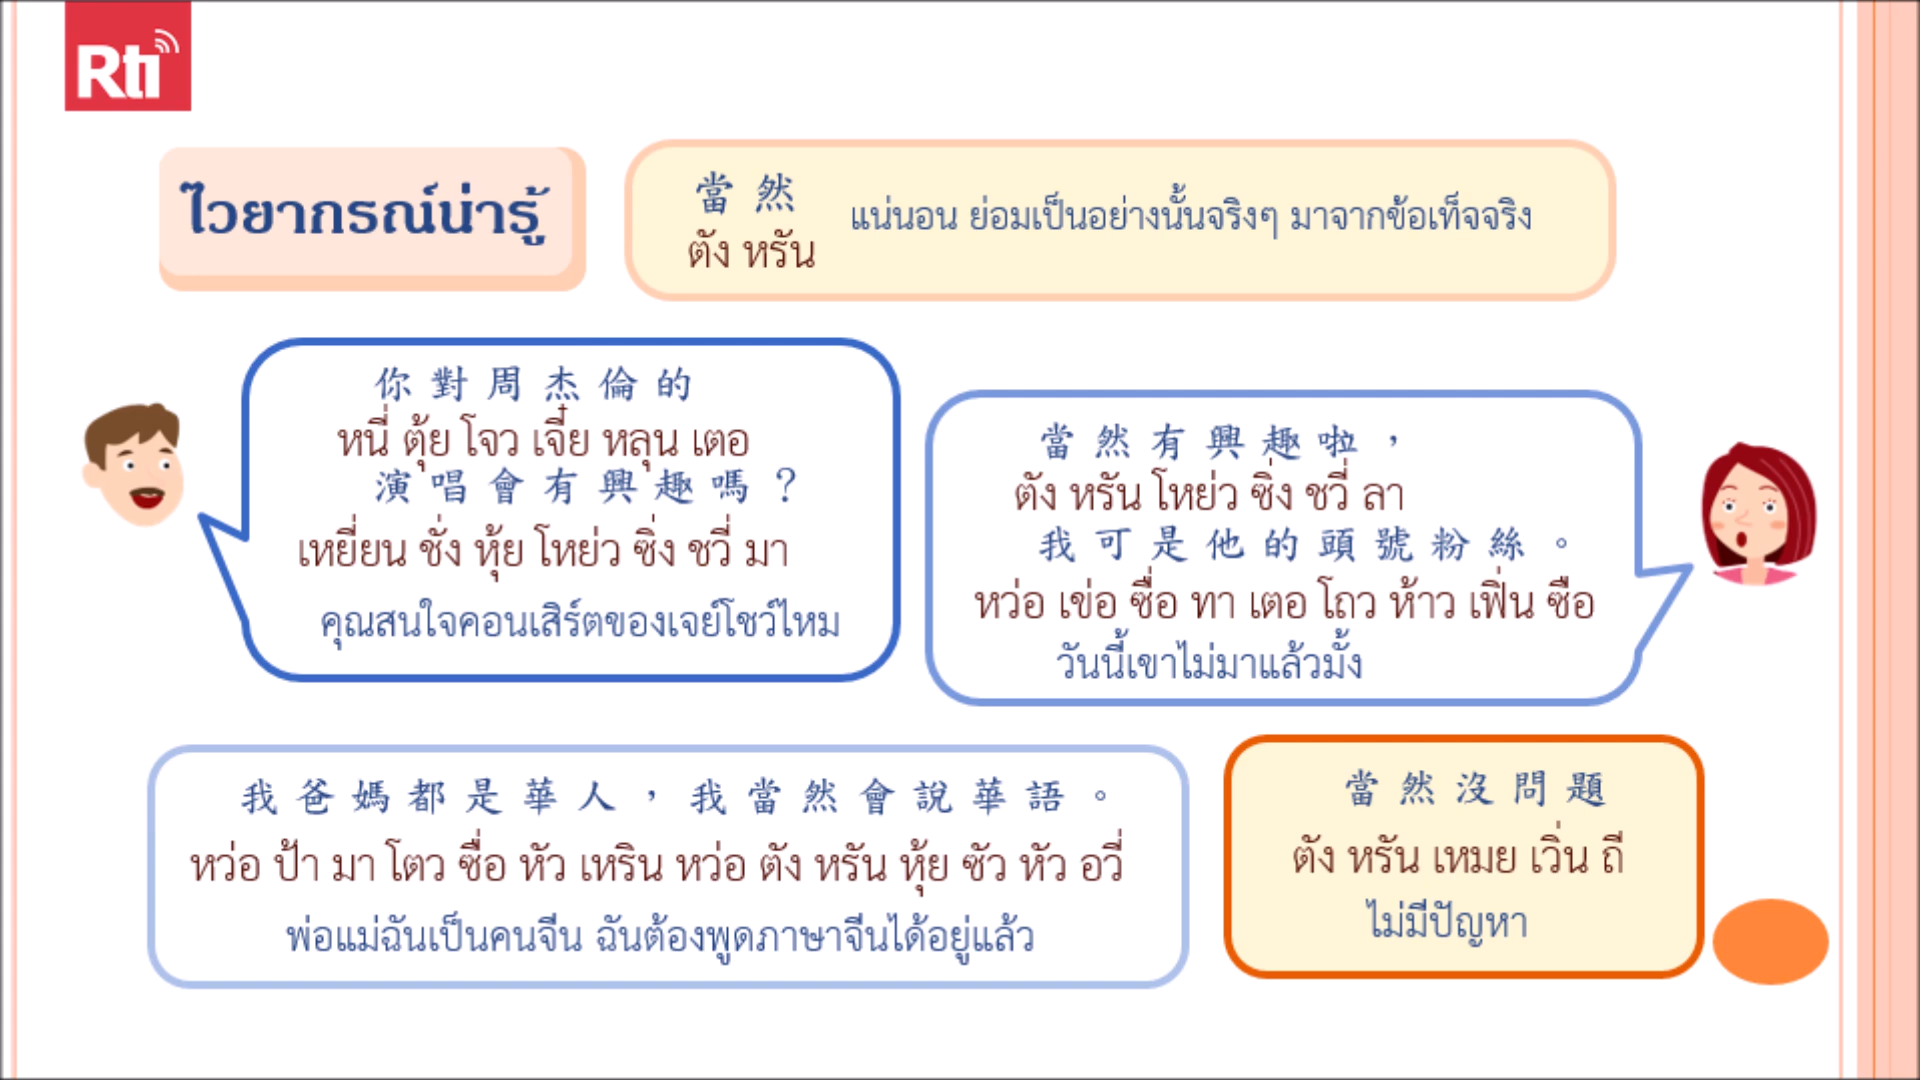 Rti
ไวยากรณ์น่ารู้
當然
ตัง หรัน
แน่นอน ย่อมเป็นอย่างนั้นจริงๆ มาจากข้อเท็จจริง
你對周杰倫的
หนี่ ตุ้ย โจว เจี๋ย หลุน เตอ
演唱會有興趣嗎？
เหยี่ยน ชั่ง หุ้ย โหย่ว ซิ่ง ชวี่ มา
คุณสนใจคอนเสิร์ตของเจย์โชว์ไหม
當然有興趣啦，
ตัง หรัน โหย่ว ซิ่ง ชวี่ ลา
我可是他的頭號粉絲。
หว่อ เข่อ ซื่อ ทา เตอ โถว ห้าว เฟิ่น ซือ
วันนี้เขาไม่มาแล้วมั้ง
我爸媽都是華人，我當然會說華語。
หว่อ ป้า มา โตว ซื่อ หัว เหริน หว่อ ตัง หรัน หุ้ย ซัว หัว อวี่
พ่อแม่ฉันเป็นคนจีน ฉันต้องพูดภาษาจีนได้อยู่แล้ว
當然沒問題
ตัง หรัน เหมย เวิ่น ถี
ไม่มีปัญหา